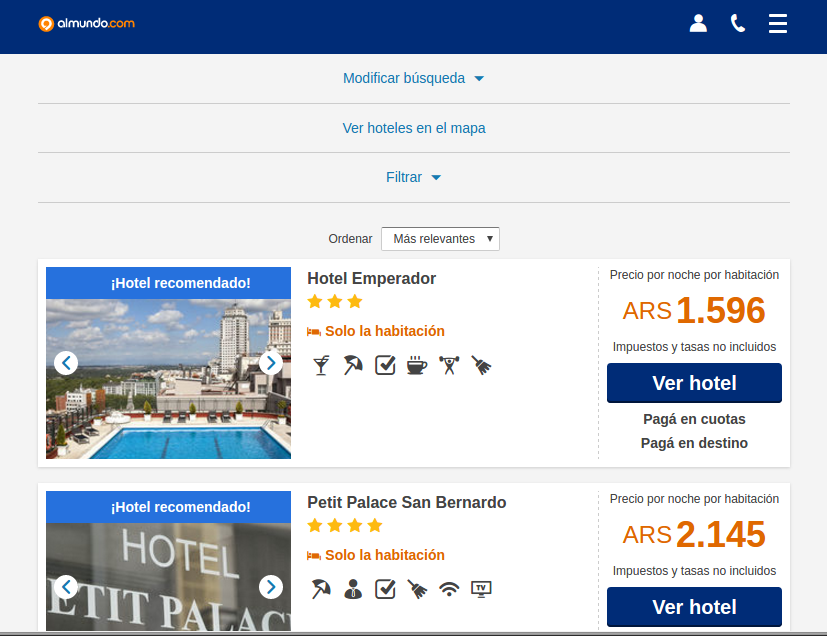 almundo.com
Modificar búsqueda
Ver hoteles en el mapa
Filtrar
Ordenar Más relevantes
¡Hotel recomendado!
Hotel Emperador
Solo la habitación
Precio por noche por habitación
ARS 1.596
Impuestos y tasas no incluidos
Ver hotel
Pagá en cuotas
Pagá en destino
¡Hotel recomendado!
HOTEL
ETIT PALAC
Petit Palace San Bernardo
Solo la habitación
TV
Precio por noche por habitación
ARS 2.145
Impuestos y tasas no incluidos
Ver hotel